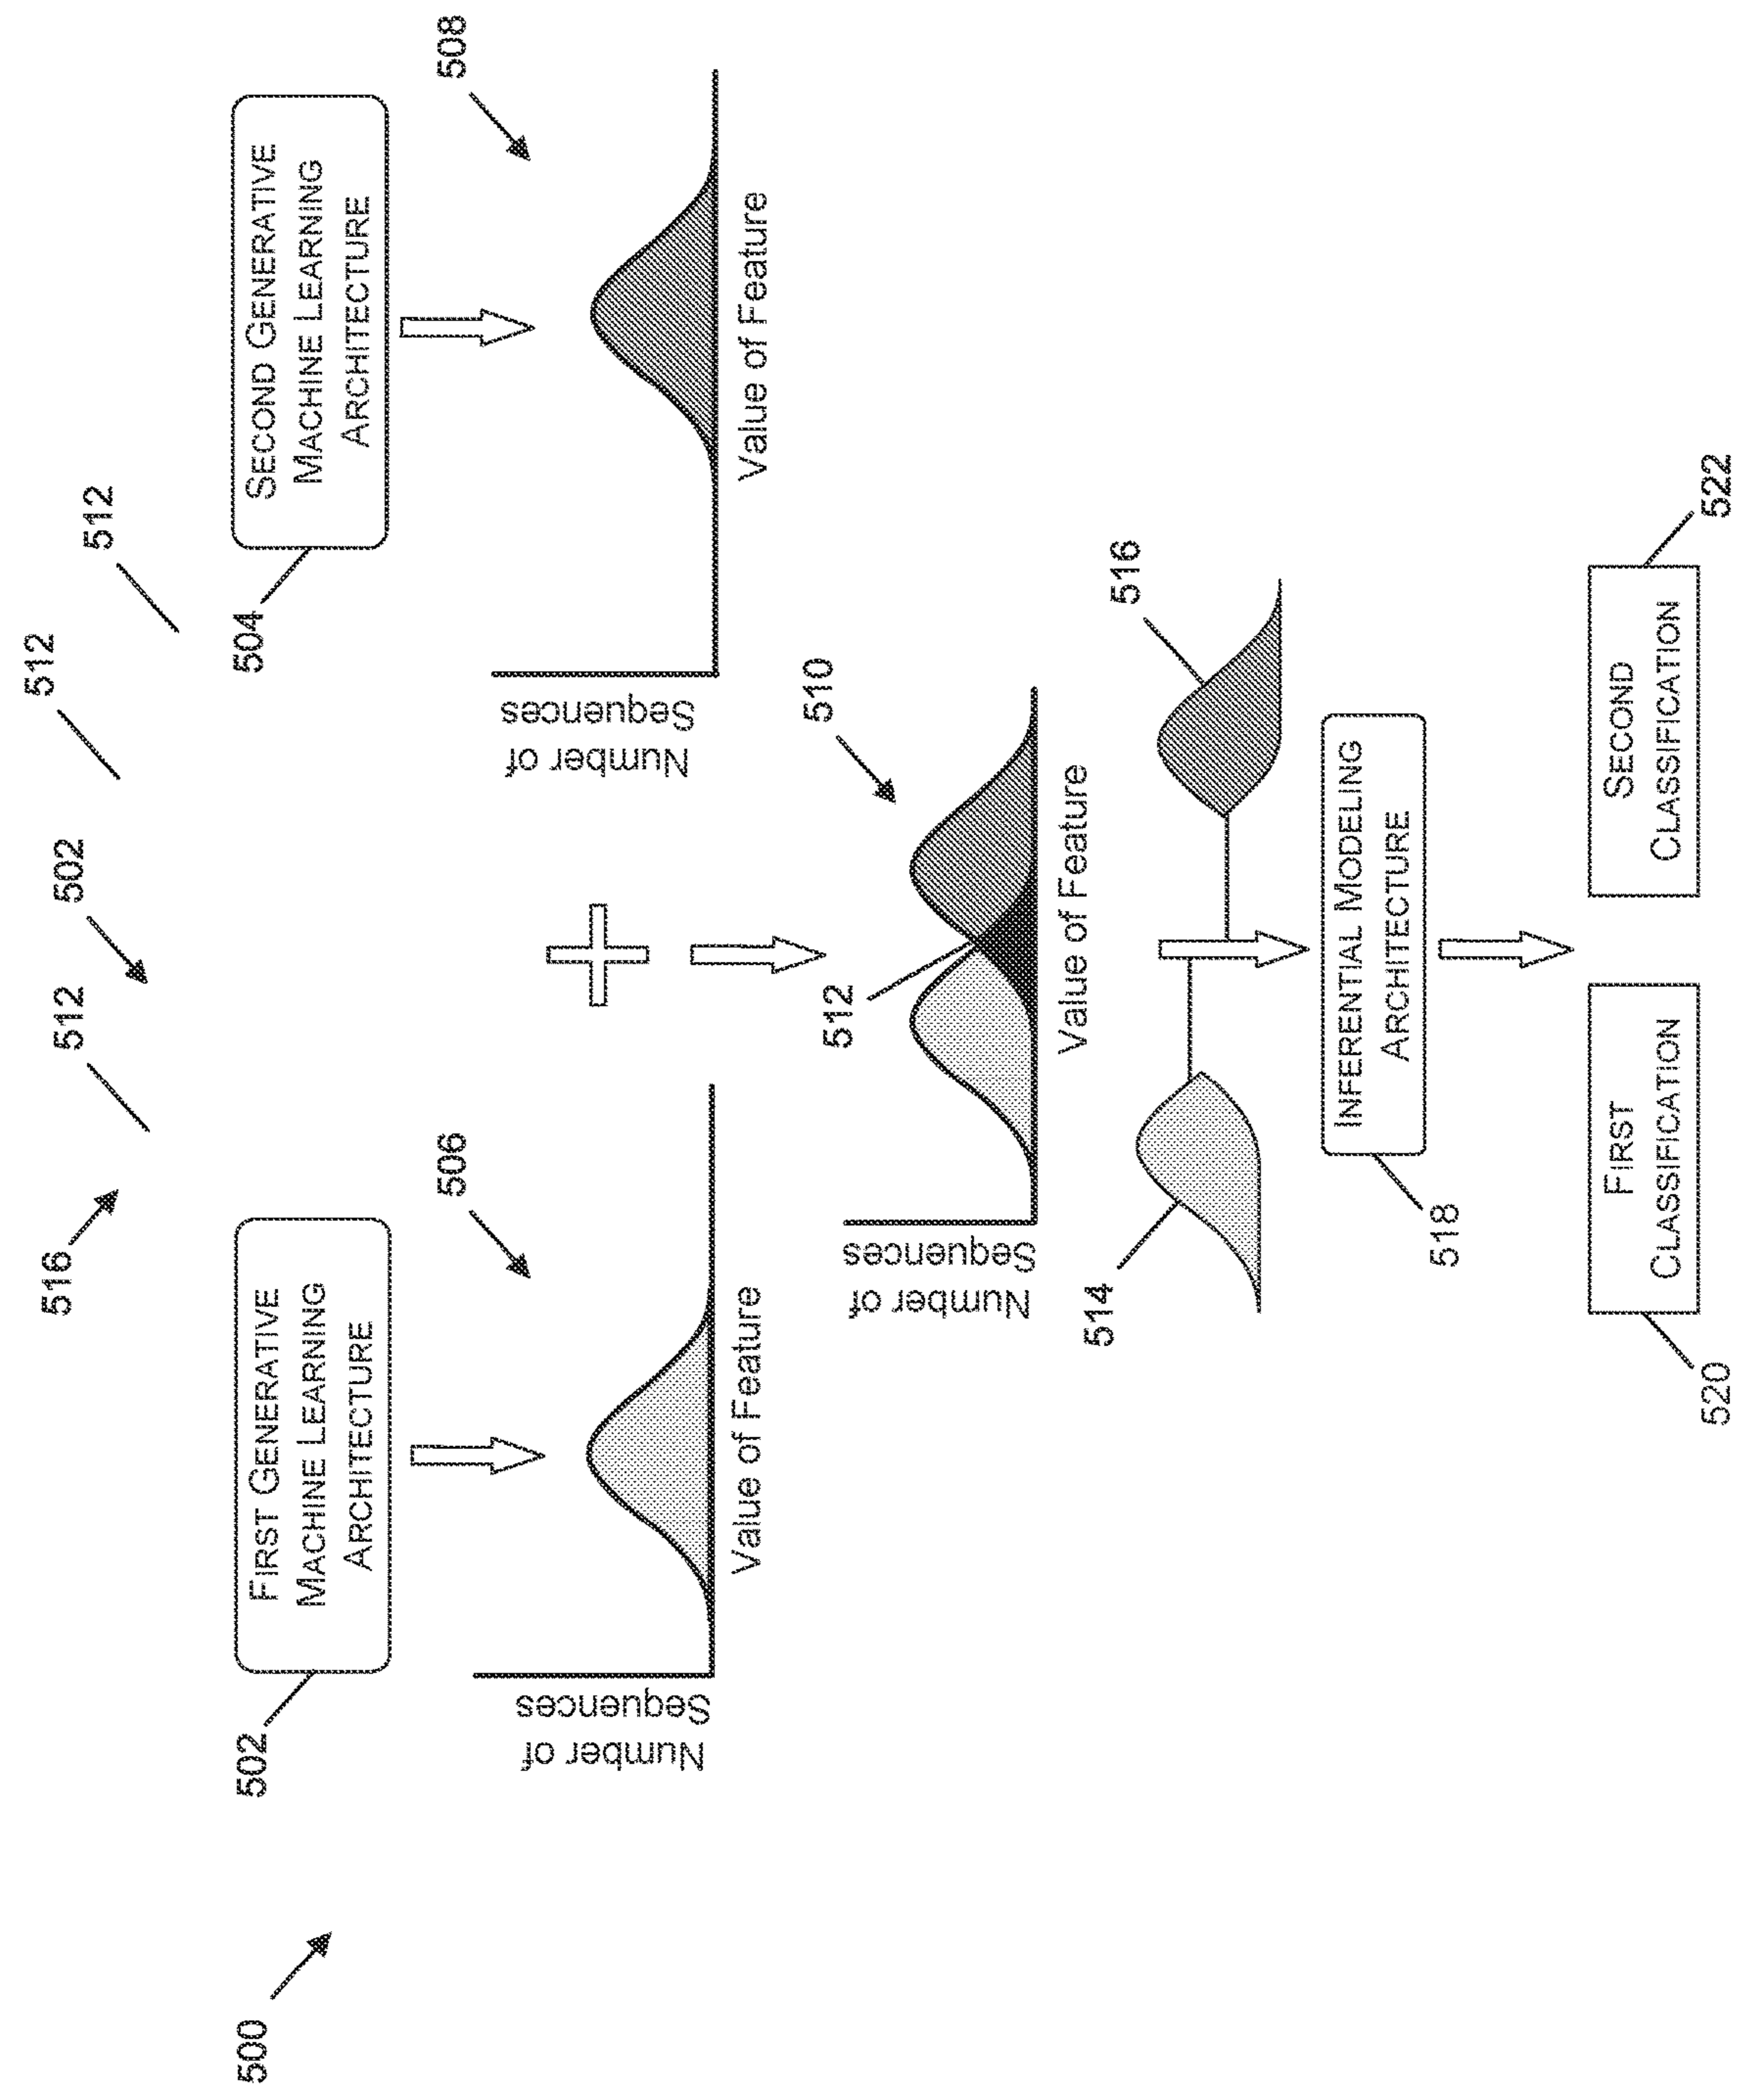 512
516
512
502
512
500
502
FIRST GENERATIVE
MACHINE LEARNING
ARCHITECTURE
504
SECOND GENERATIVE
MACHINE LEARNING
ARCHITECTURE
506
508
Number of
Sequences
Value of Feature
Number of
Sequences
Value of Feature
510
512
Number of
Sequences
Value of Feature
514
516
INFERENTIAL MODELING
ARCHITECTURE
518
FIRST
CLASSIFICATION
SECOND
CLASSIFICATION
520
522